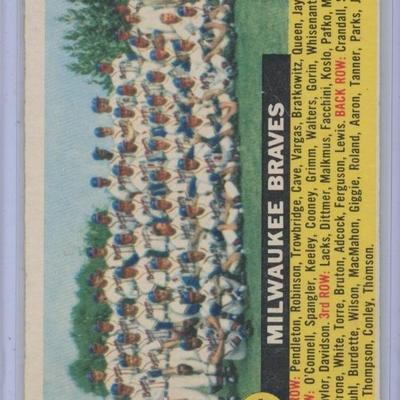 MILWAUKEE BRAVES
ROW: Pendleton, Robinson, Trowbridge, Cave, Vargas, Bratkowitz, Queen, Jay
W: O'Connell, Spangler, Keeley, Cooney, Grimm, Walters, Gorin, Whisenant
ylor, Davidson. 3rd ROW: Lacks, Dittmer, Malkmus, Facchini, Koslo, Pafko, M
rone, White, Torre, Bruton, Adcock, Ferguson, Lewis. BACK ROW: Crandall, S
uhl, Burdette, Wilson, MacMahon, Giggie, Roland, Aaron, Tanner, Parks, J
Thompson, Conley, Thomson.